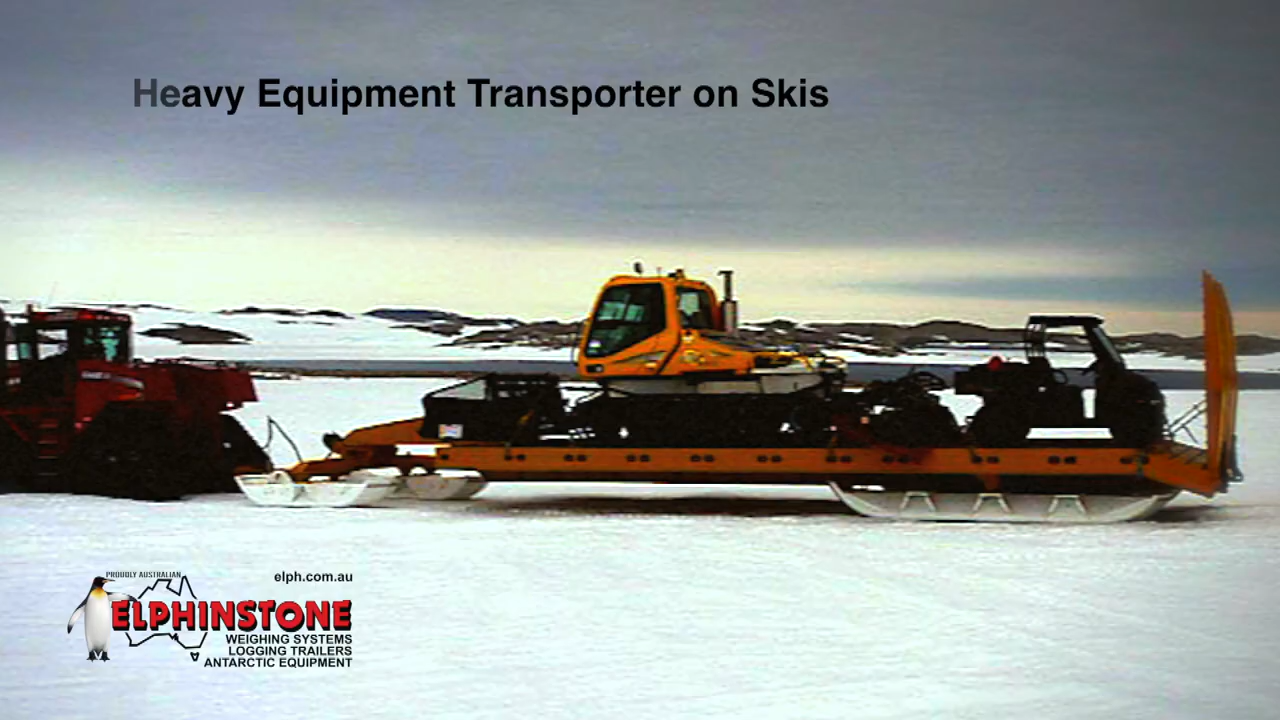 Heavy Equipment Transporter on Skis
PROUDLY AUSTRALIAN
elph.com.au
ELPHINSTONE
WEIGHING SYSTEMS
LOGGING TRAILERS
ANTARCTIC EQUIPMENT